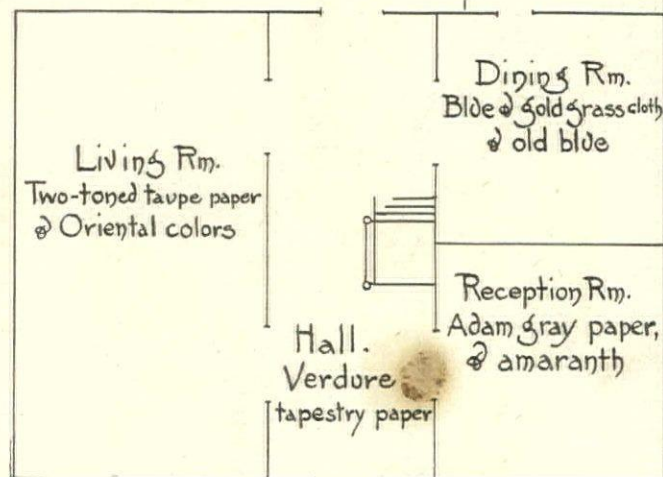 Living Rm.
Two-toned taupe paper
& Oriental colors
Dining Rm.
Blue & gold grass cloth
& old blue
Hall.
Verdure
tapestry paper
Reception Rm.
Adam gray paper,
& amaranth